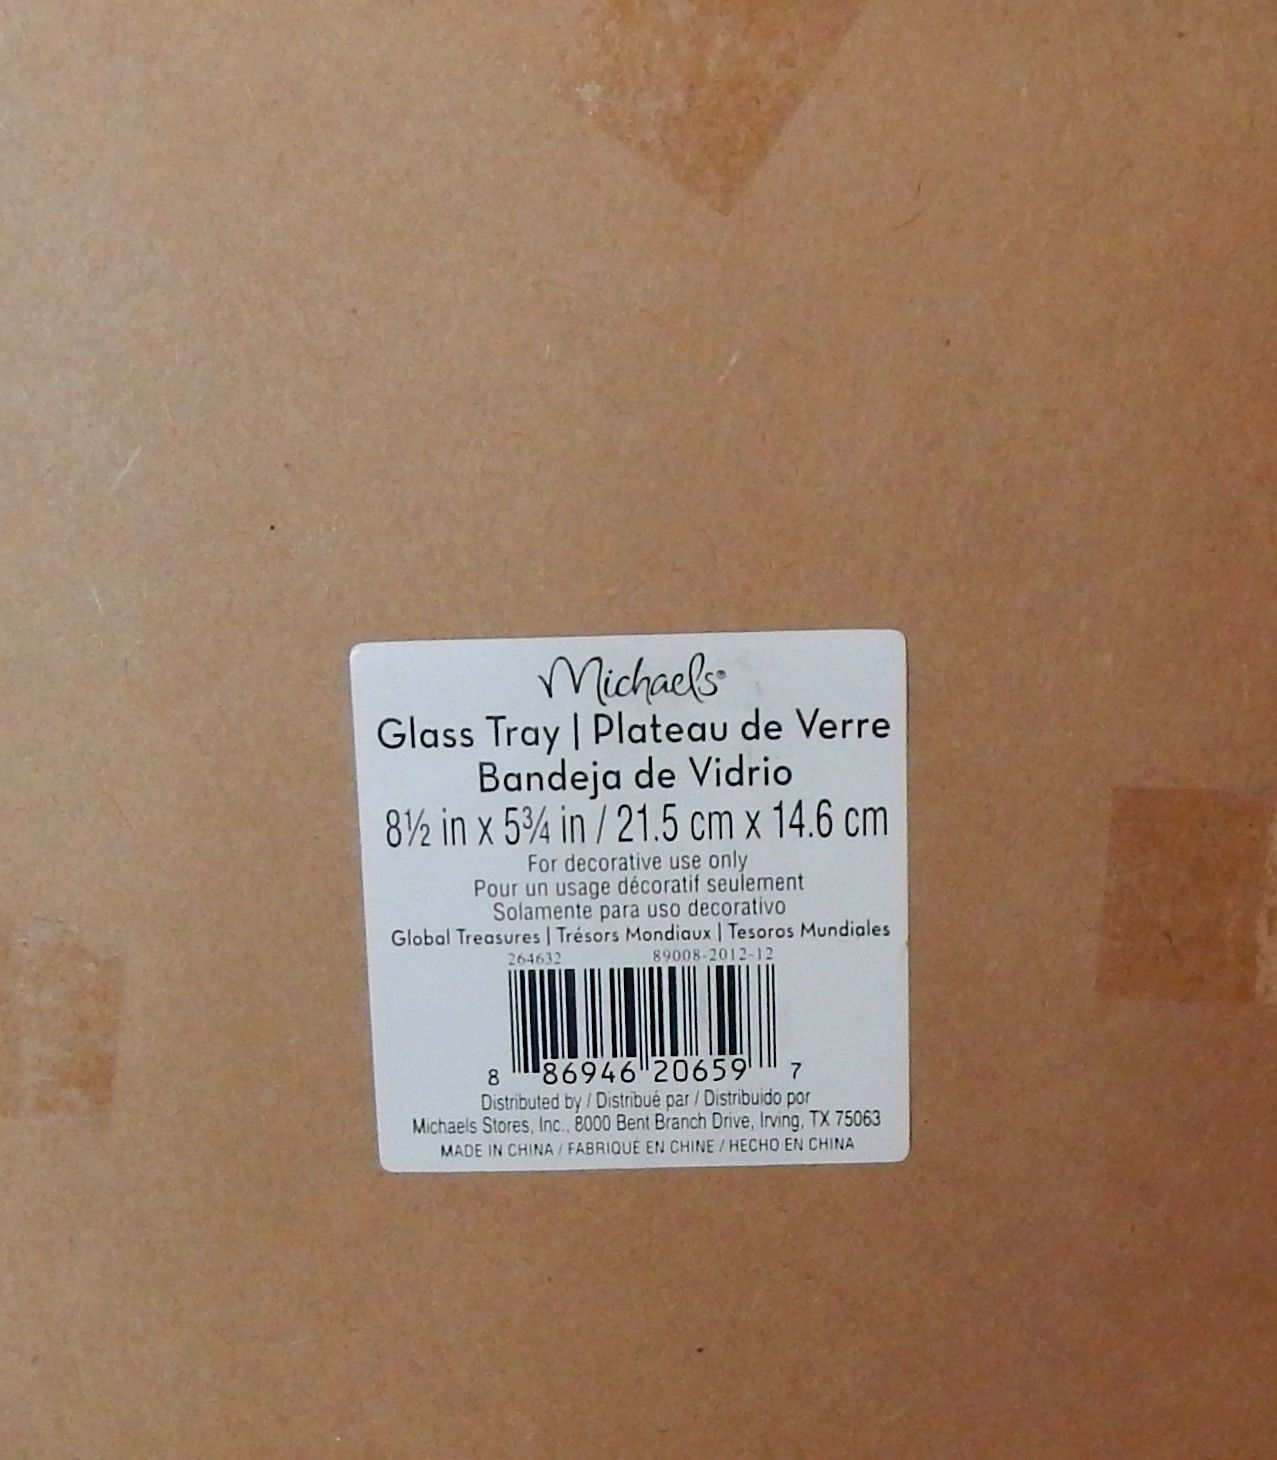 Michaels®
Glass Tray | Plateau de Verre
Bandeja de Vidrio
8½ in x 5¾ in / 21.5 cm x 14.6 cm
For decorative use only
Pour un usage décoratif seulement
Solamente para uso decorativo
Global Treasures | Trésors Mondiaux | Tesoros Mundiales
264632 89008-2012-12
8 86946 20659 7
Distributed by / Distribué par / Distribuido por
Michaels Stores, Inc., 8000 Bent Branch Drive, Irving, TX 75063
MADE IN CHINA / FABRIQUÉ EN CHINE / HECHO EN CHINA